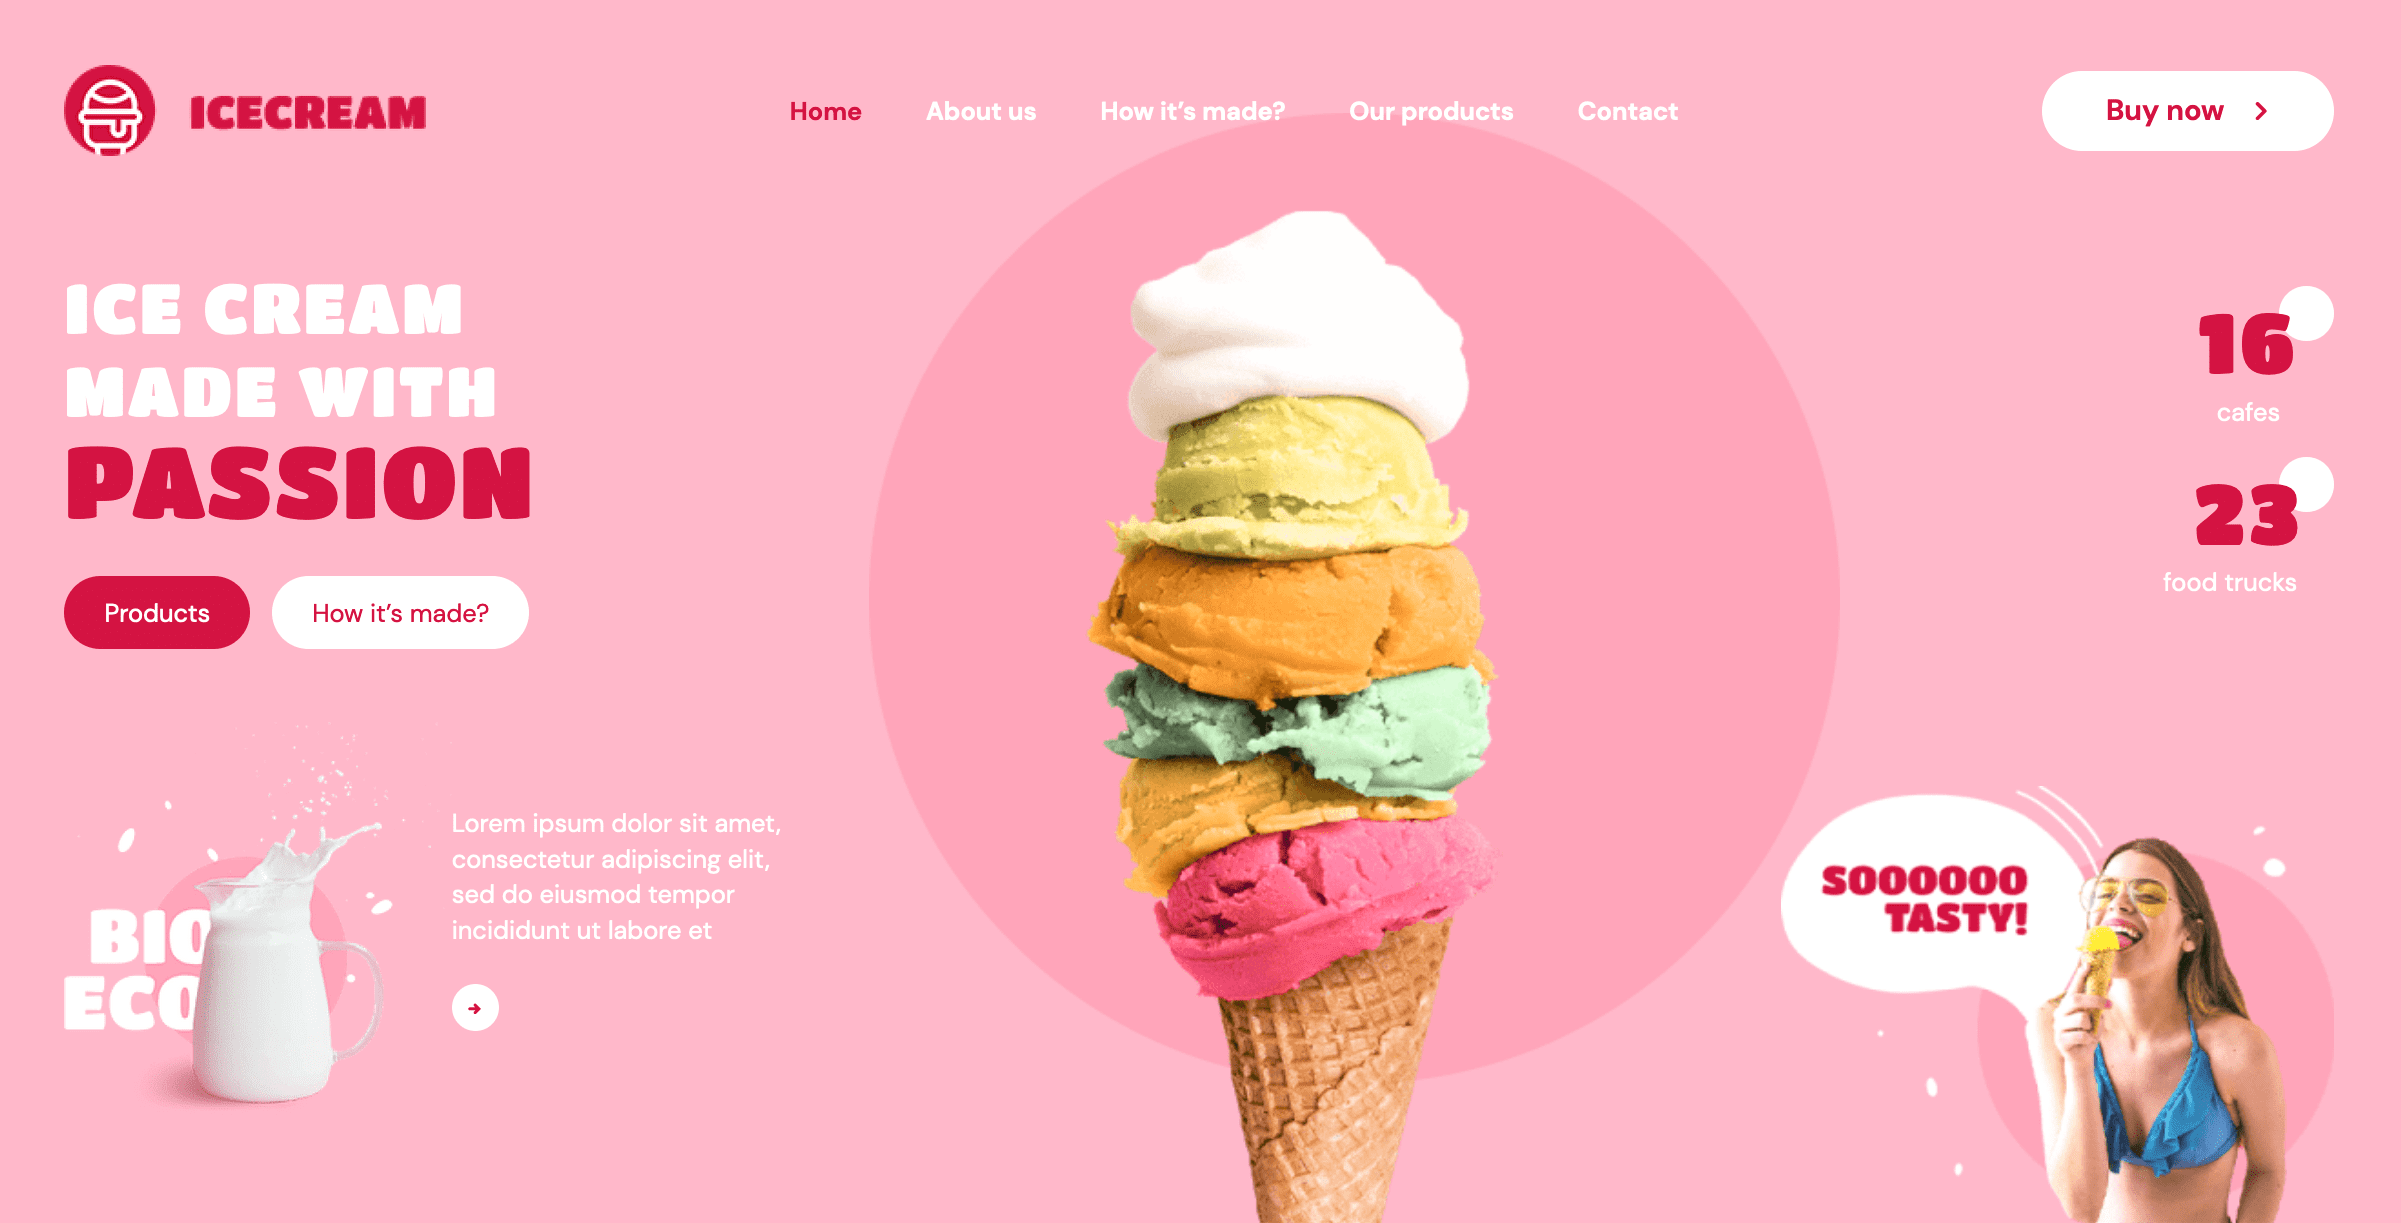 ICECREAM
Home
About us
How it’s made?
Our products
Contact
Buy now
ICE CREAM
MADE WITH
PASSION
Products
How it’s made?
16
cafes
23
food trucks
BIO
ECO
Lorem ipsum dolor sit amet,
consectetur adipiscing elit,
sed do eiusmod tempor
incididunt ut labore et
SOOOOOO
TASTY!